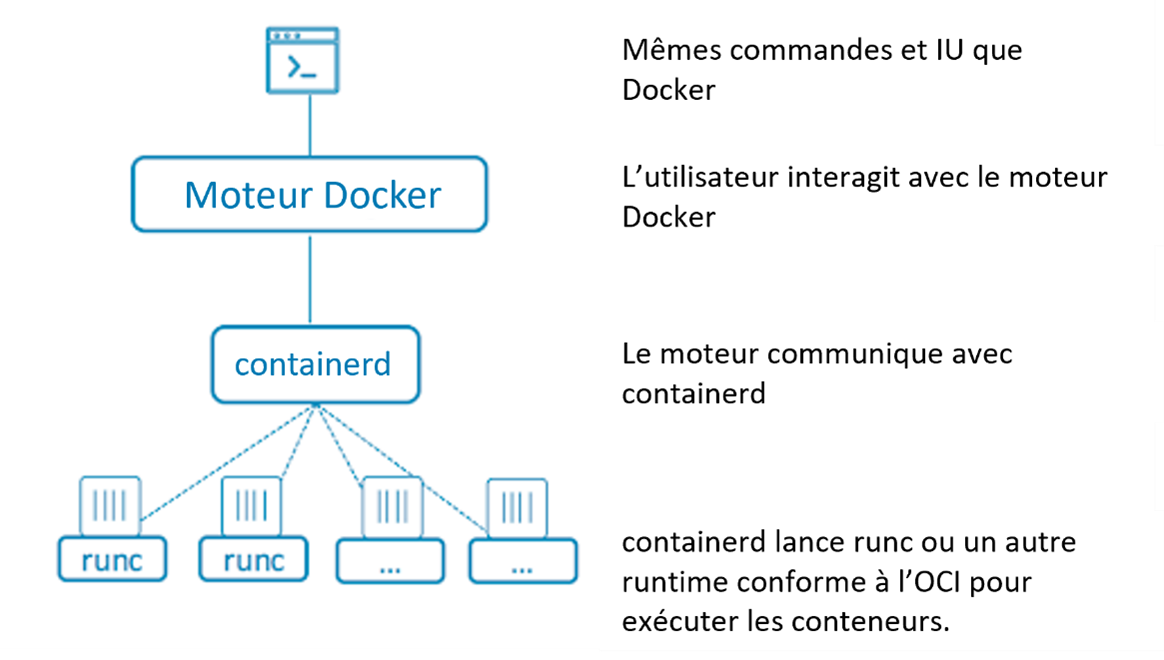 Mêmes commandes et IU que
Docker
Moteur Docker
L’utilisateur interagit avec le moteur
Docker
containerd
Le moteur communique avec
containerd
runc
runc
...
...
containerd lance runc ou un autre
runtime conforme à l’OCI pour
exécuter les conteneurs.